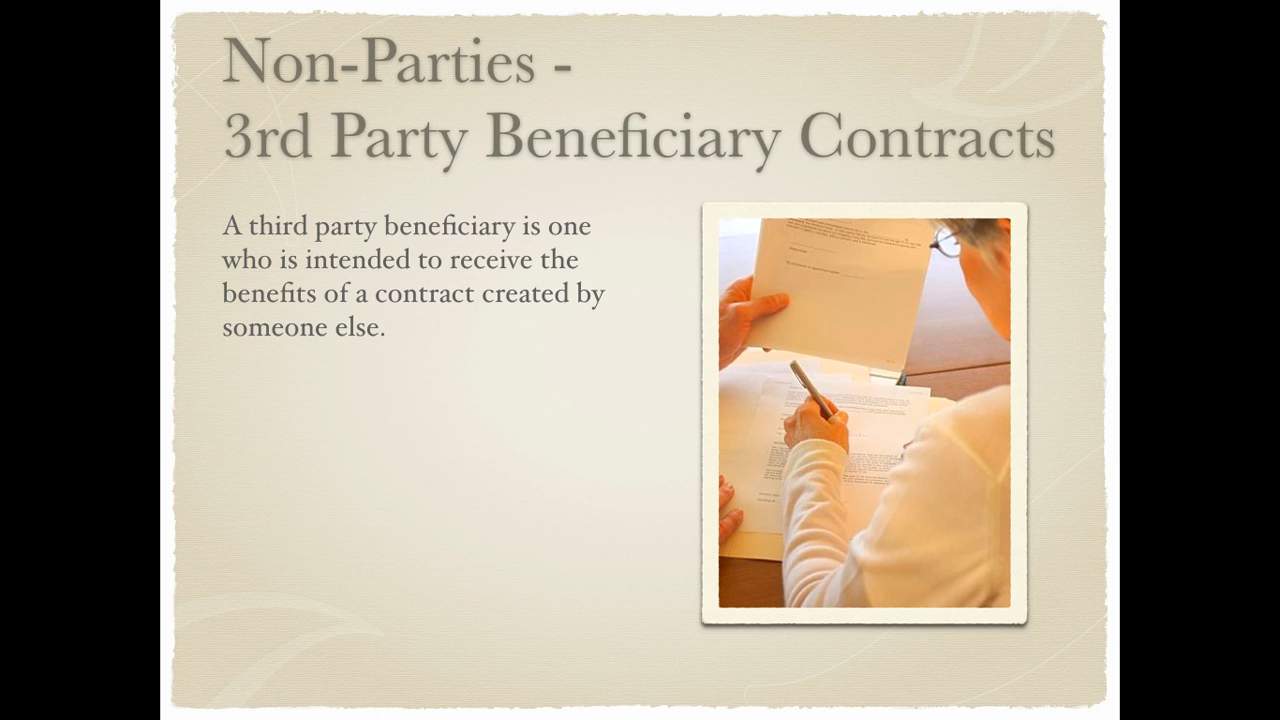 Non-Parties -
3rd Party Beneficiary Contracts
A third party beneficiary is one
who is intended to receive the
benefits of a contract created by
someone else.